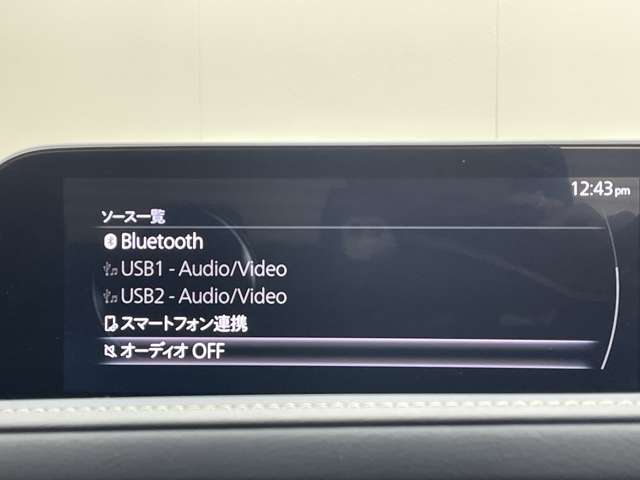 12:43pm
ソース一覧
Bluetooth
USB1 - Audio/Video
USB2 - Audio/Video
スマートフォン連携
オーディオ OFF